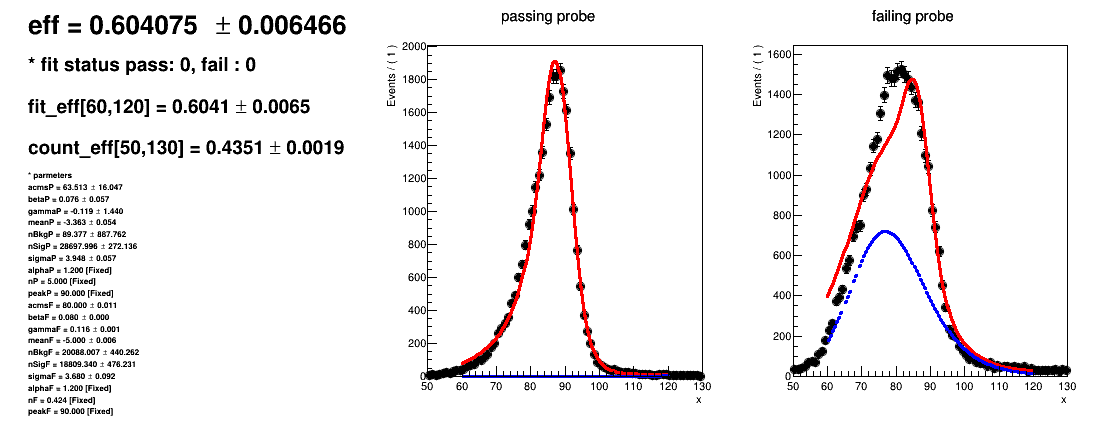 eff = 0.604075 ± 0.006466
* fit status pass: 0, fail : 0
fit_eff[60,120] = 0.6041 ± 0.0065
count_eff[50,130] = 0.4351 ± 0.0019
* parmeters
acmsP = 63.513 ± 16.047
betaP = 0.076 ± 0.057
gammaP = -0.119 ± 1.440
meanP = -3.363 ± 0.054
nBkgP = 89.377 ± 887.762
nSigP = 28697.996 ± 272.136
sigmaP = 3.948 ± 0.057
alphaP = 1.200 [Fixed]
nP = 5.000 [Fixed]
peakP = 90.000 [Fixed]
acmsF = 80.000 ± 0.011
betaF = 0.080 ± 0.000
gammaF = 0.116 ± 0.001
meanF = -5.000 ± 0.006
nBkgF = 20088.007 ± 440.262
nSigF = 18809.340 ± 476.231
sigmaF = 3.680 ± 0.092
alphaF = 1.200 [Fixed]
nF = 0.424 [Fixed]
peakF = 90.000 [Fixed]
passing probe
Events / ( 1 )
2000
1800
1600
1400
1200
1000
800
600
400
200
0
50 60 70 80 90 100 110 120 130
x
failing probe
Events / ( 1 )
1600
1400
1200
1000
800
600
400
200
0
50 60 70 80 90 100 110 120 130
x